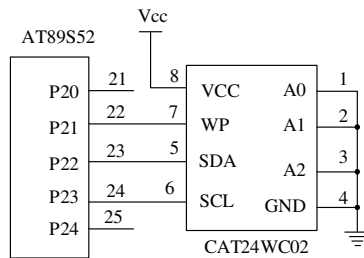 Vcc
AT89S52
P20 21
P21 22
P22 23
P23 24
P24 25
8 VCC A0 1
7 WP A1 2
5 SDA A2 3
6 SCL GND 4
CAT24WC02